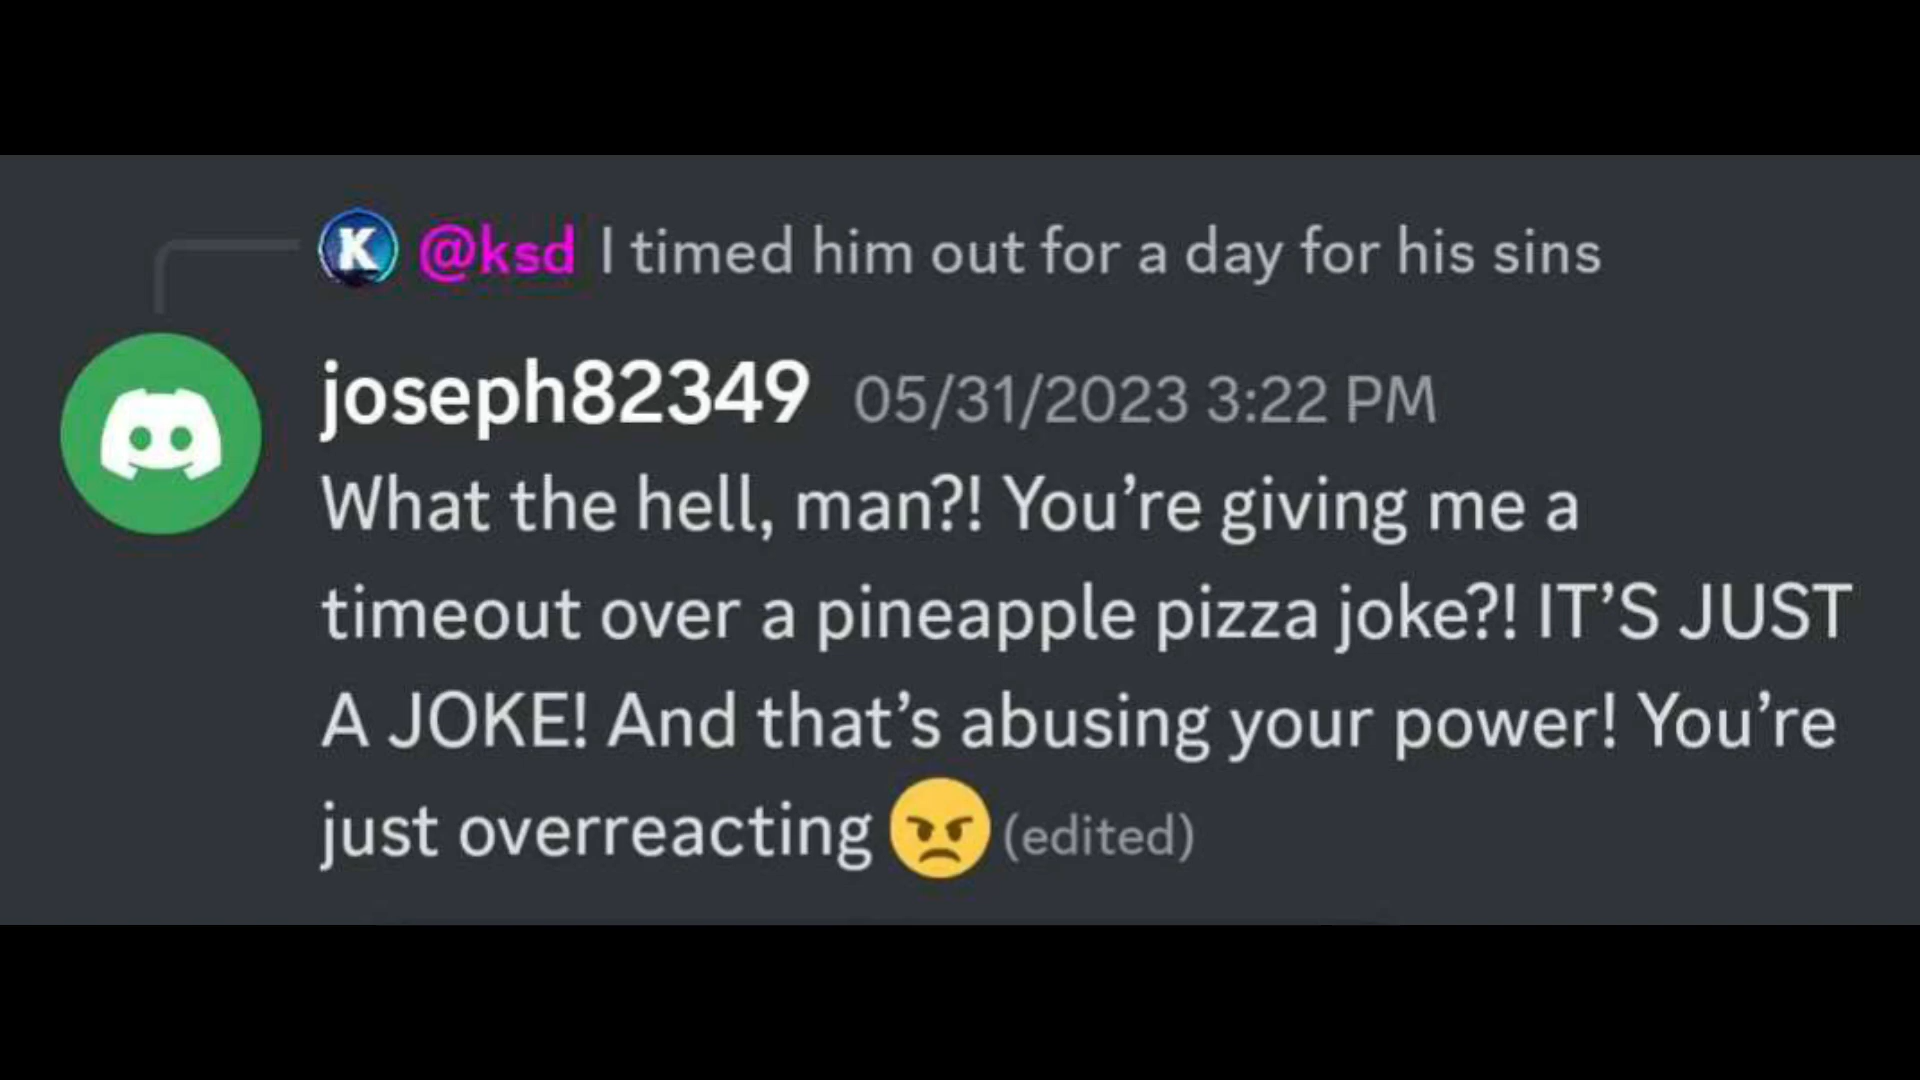 K @ksd I timed him out for a day for his sins
joseph82349 05/31/2023 3:22 PM
What the hell, man?! You’re giving me a
timeout over a pineapple pizza joke?! IT’S JUST
A JOKE! And that’s abusing your power! You’re
just overreacting 😠 (edited)